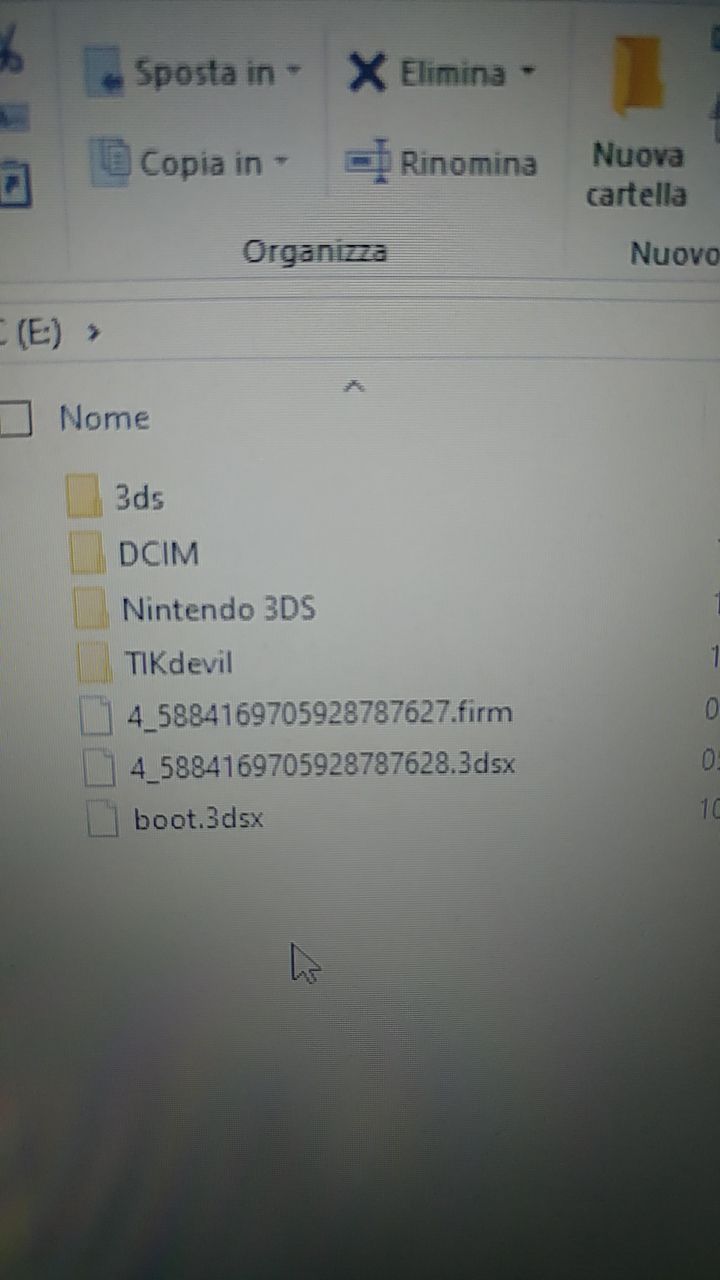 Sposta in
Elimina
Copia in
Rinomina
Nuova
cartella
Organizza
Nuovo
(E:)
Nome
3ds
DCIM
Nintendo 3DS
TIKdevil
4_5884169705928787627.firm
4_5884169705928787628.3dsx
boot.3dsx